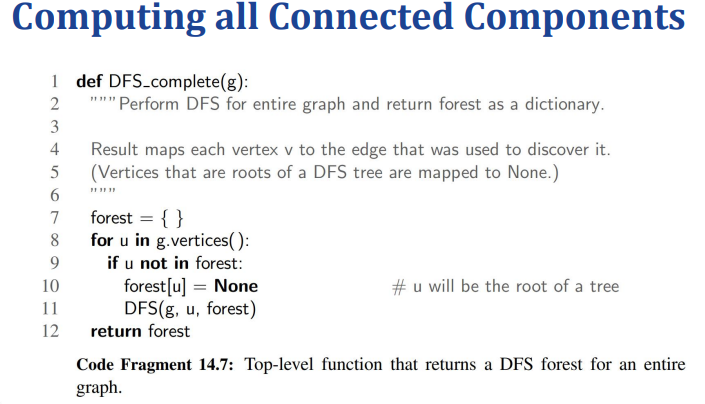 Computing all Connected Components
1 def DFS_complete(g):
2 """Perform DFS for entire graph and return forest as a dictionary.
3
4 Result maps each vertex v to the edge that was used to discover it.
5 (Vertices that are roots of a DFS tree are mapped to None.)
6 """
7 forest = { }
8 for u in g.vertices():
9 if u not in forest:
10 forest[u] = None # u will be the root of a tree
11 DFS(g, u, forest)
12 return forest
Code Fragment 14.7: Top-level function that returns a DFS forest for an entire
graph.